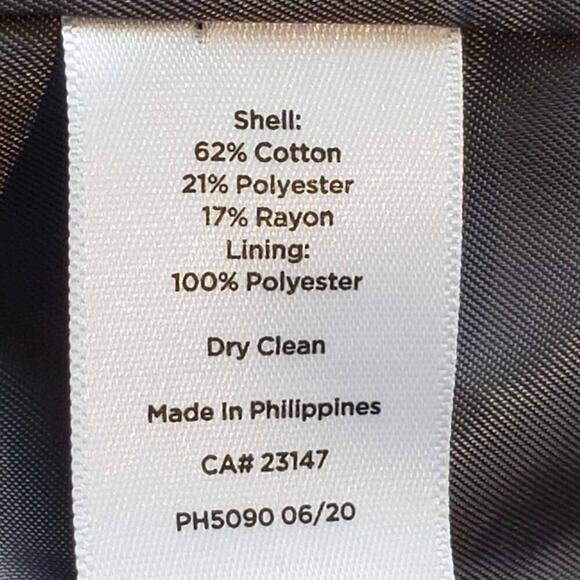 Shell:
62% Cotton
21% Polyester
17% Rayon
Lining:
100% Polyester
Dry Clean
Made In Philippines
CA# 23147
PH5090 06/20